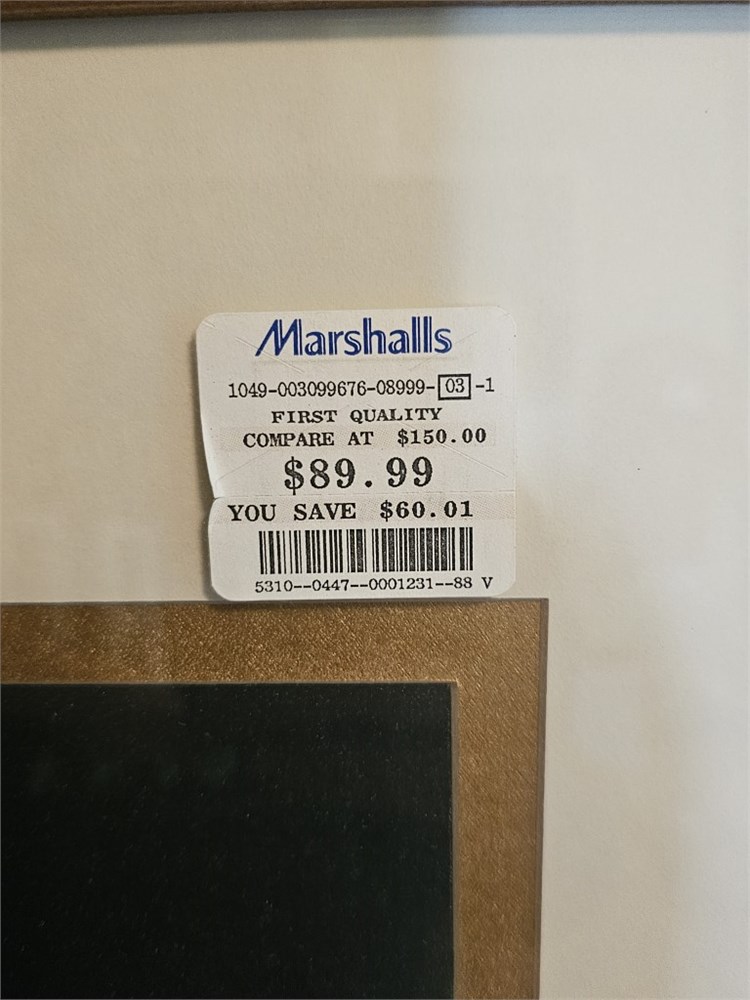 Marshalls
1049-003099676-08999-03-1
FIRST QUALITY
COMPARE AT $150.00
$89.99
YOU SAVE $60.01
5310--0447--0001231--88 V